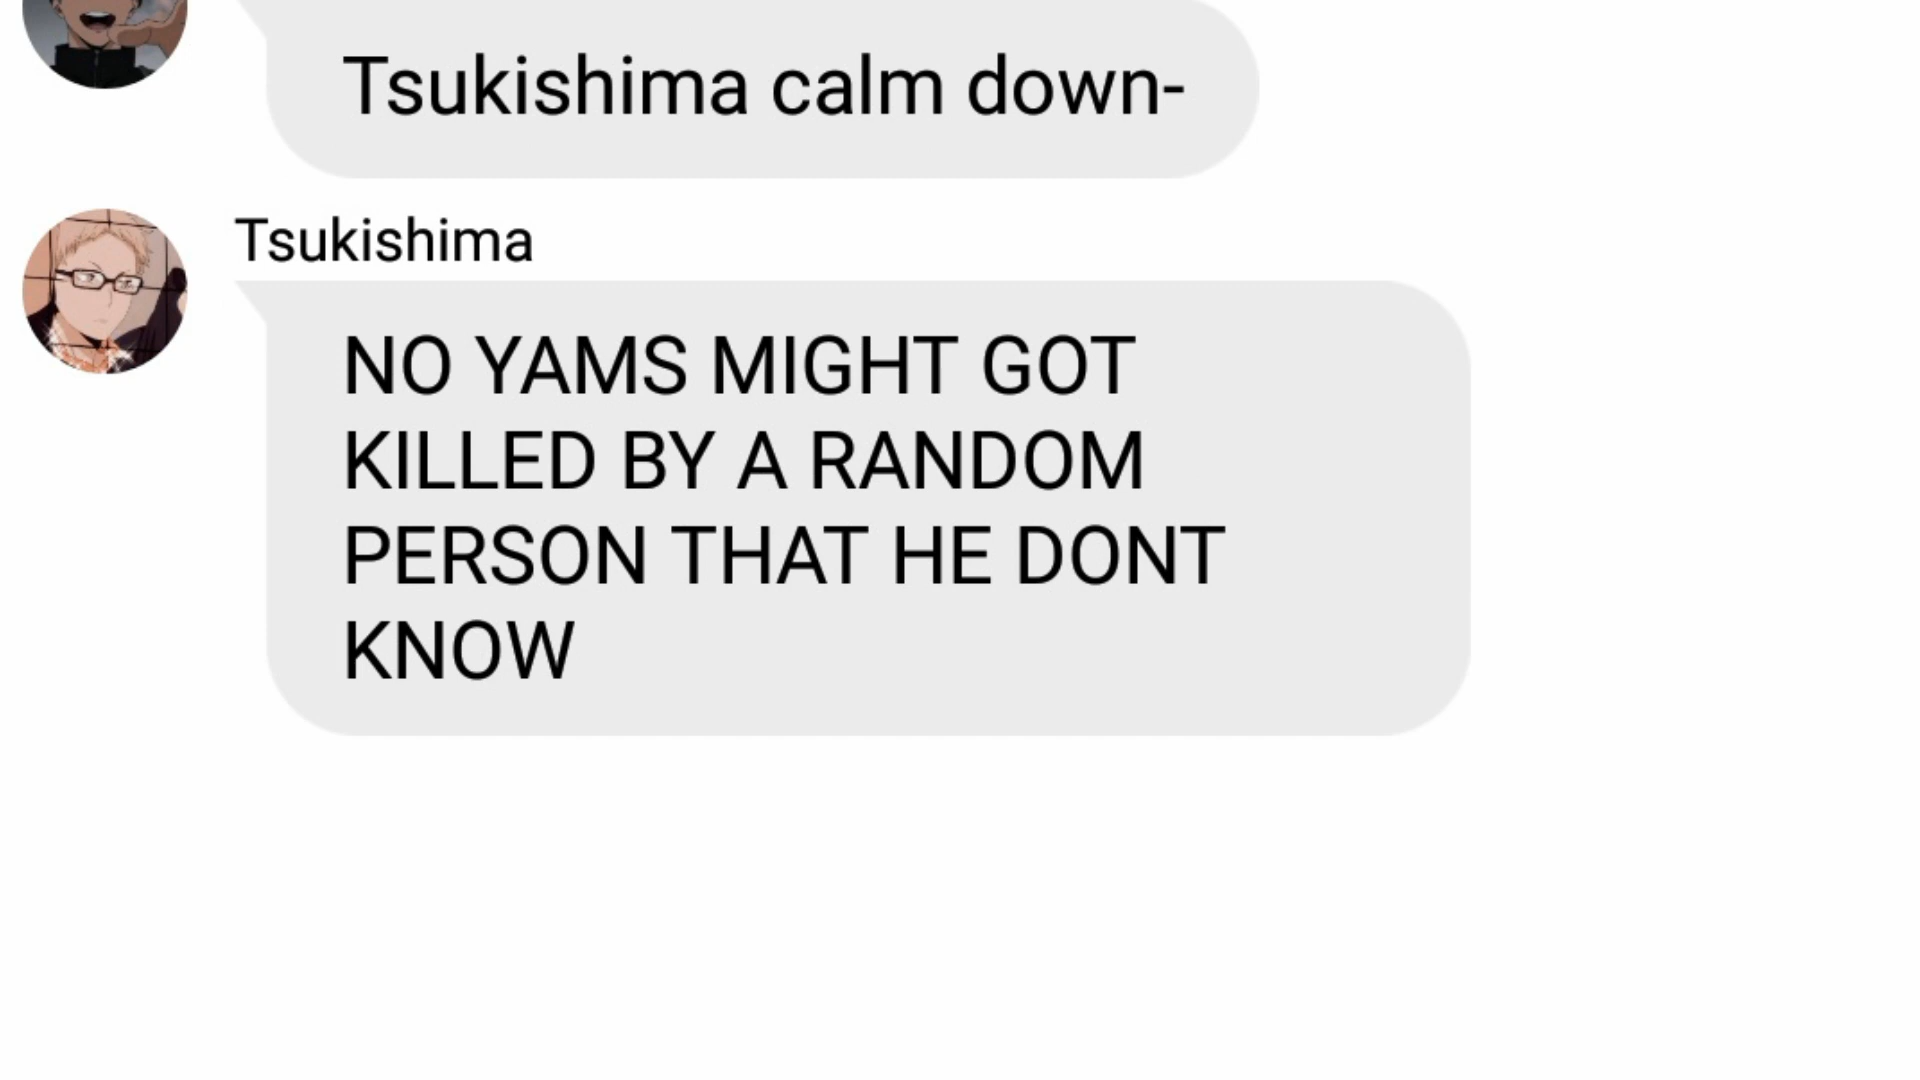 Tsukishima calm down-
Tsukishima
NO YAMS MIGHT GOT
KILLED BY A RANDOM
PERSON THAT HE DONT
KNOW